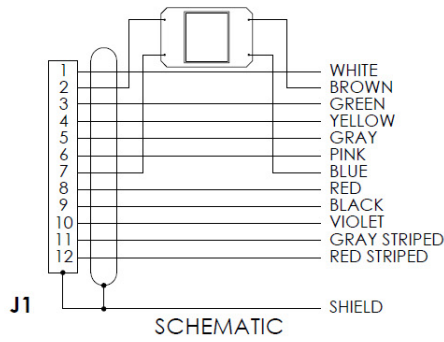 1 WHITE
2 BROWN
3 GREEN
4 YELLOW
5 GRAY
6 PINK
7 BLUE
8 RED
9 BLACK
10 VIOLET
11 GRAY STRIPED
12 RED STRIPED
J1 SHIELD
SCHEMATIC